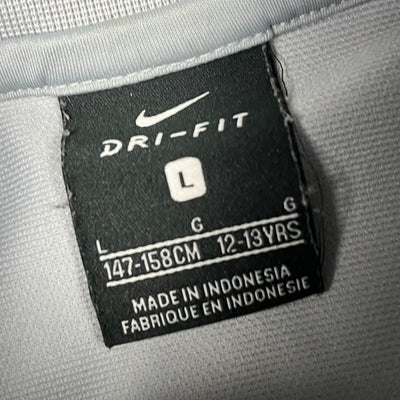 DRI-FIT
L
L G G
147-158CM 12-13YRS
MADE IN INDONESIA
FABRIQUE EN INDONESIE